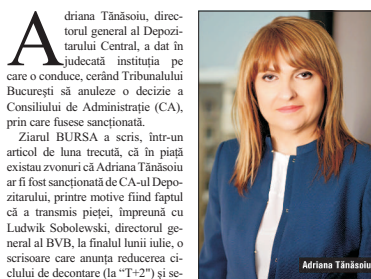 Adriana Tănăsoiu, direc-
torul general al Depozi-
tarului Central, a dat în
judecată instituția pe
care o conduce, cerând Tribunalului
București să anuleze o decizie a
Consiliului de Administrație (CA),
prin care fusese sancționată.
Ziarul BURSA a scris, într-un
articol de luna trecută, că în piață
existau zvonuri că Adriana Tănăsoiu
ar fi fost sancționată de CA-ul Depo-
zitarului, printre motive fiind faptul
că a transmis pieței, împreună cu
Ludwik Sobolewski, directorul ge-
neral al BVB, la finalul lunii iulie, o
scrisoare care anunța reducerea ci-
clului de decontare (la "T+2") și se-
Adriana Tănăsoiu